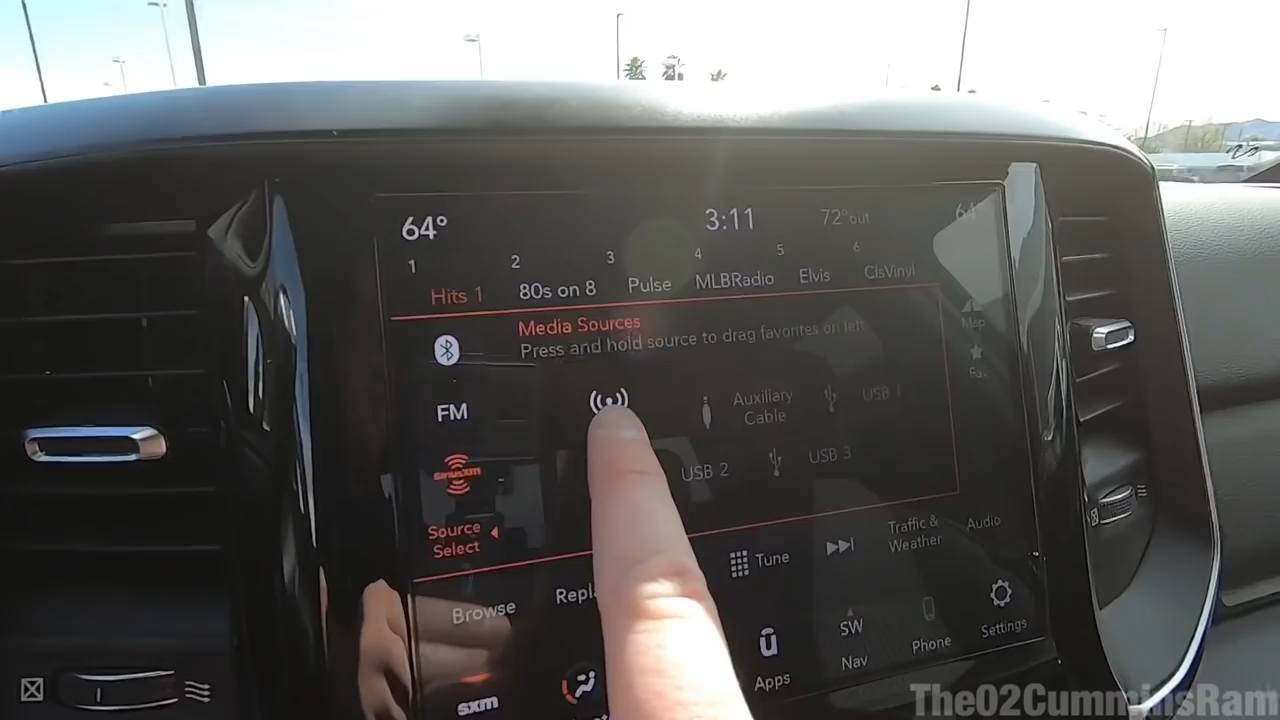 64° 3:11 72°out 64
1 2 3 4 5 6
Hits 1 80s on 8 Pulse MLBRadio Elvis ClsVinyl
Media Sources
Press and hold source to drag favorites on left
Map
Fav
FM
Auxiliary
Cable
USB 1
SiriusXM
USB 2 USB 3
Source
Select
Tune
Traffic &
Weather
Audio
Browse
SW
Nav
Phone
Settings
Apps
sxm
The02CumminsRam